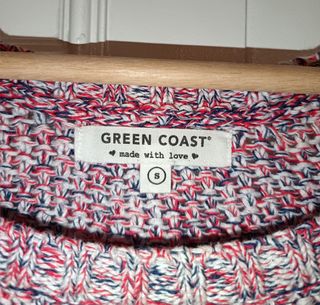 GREEN COAST®
♥ made with love ♥
S